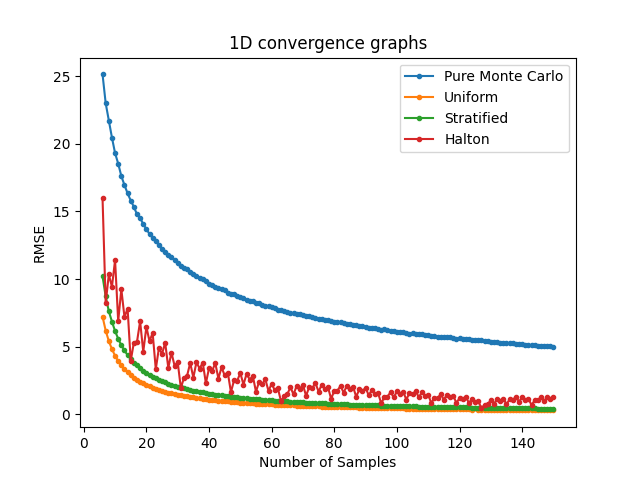 1D convergence graphs
RMSE
25
20
15
10
5
0
Pure Monte Carlo
Uniform
Stratified
Halton
0 20 40 60 80 100 120 140
Number of Samples